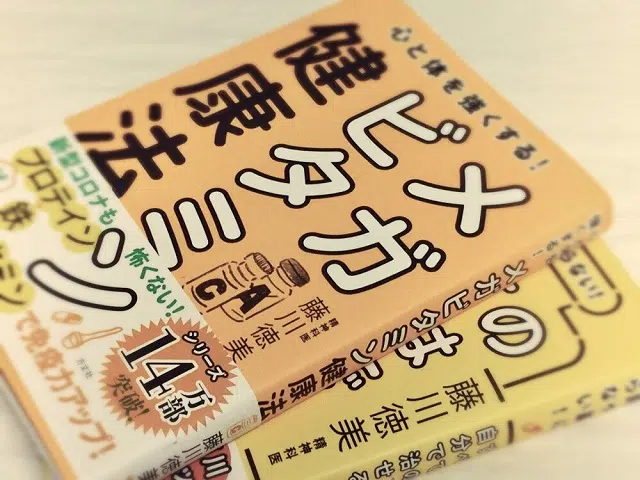 心と体を強くする!
メガビタミン
健康法
精神科医
藤川徳美
A
C
新型コロナも
怖くない!
プロテイン
鉄
シリーズ
14万部
突破!
で免疫力アップ!
方丈社
メガビタミン健康法
藤川徳美
の
藤川徳美
精神科医
自分で治せる